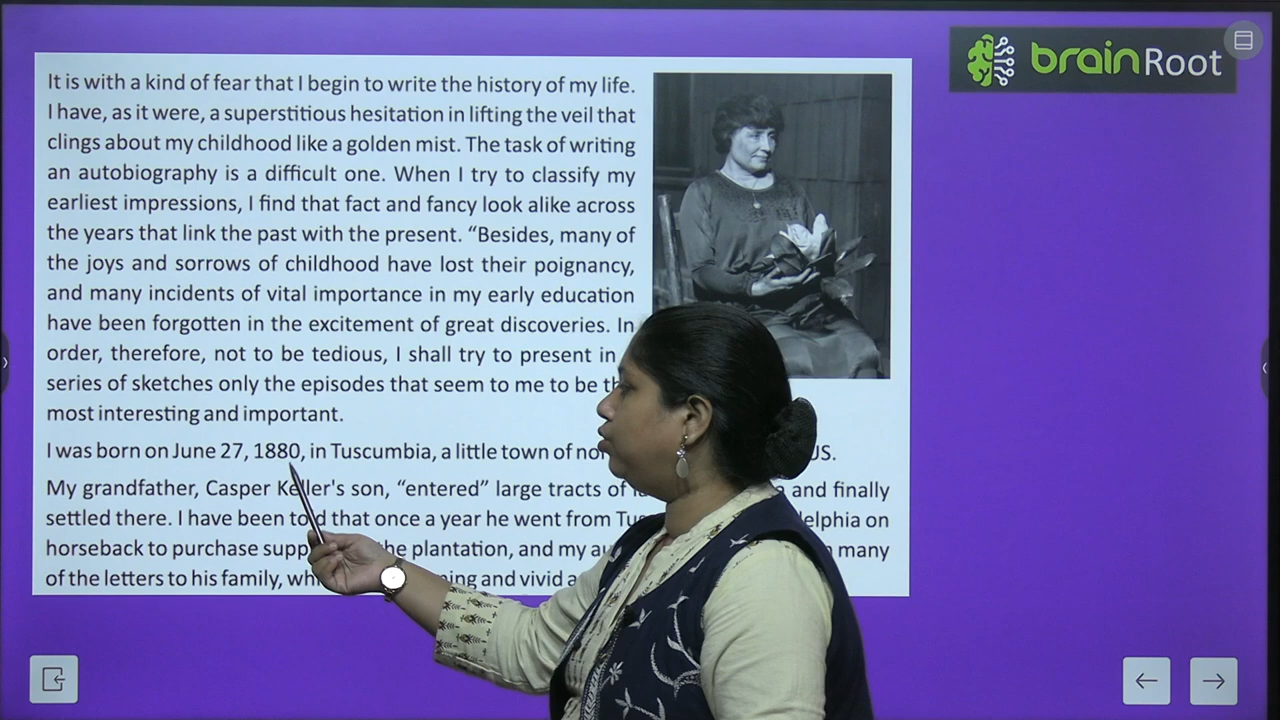 brainRoot
It is with a kind of fear that I begin to write the history of my life.
I have, as it were, a superstitious hesitation in lifting the veil that
clings about my childhood like a golden mist. The task of writing
an autobiography is a difficult one. When I try to classify my
earliest impressions, I find that fact and fancy look alike across
the years that link the past with the present. “Besides, many of
the joys and sorrows of childhood have lost their poignancy,
and many incidents of vital importance in my early education
have been forgotten in the excitement of great discoveries. In
order, therefore, not to be tedious, I shall try to present in
series of sketches only the episodes that seem to me to be
most interesting and important.
I was born on June 27, 1880, in Tuscumbia, a little town of US.
My grandfather, Casper Keller's son, “entered” large tracts of and finally
settled there. I have been told that once a year he went from on
horseback to purchase the plantation, and my many
of the letters to his family, and vivid